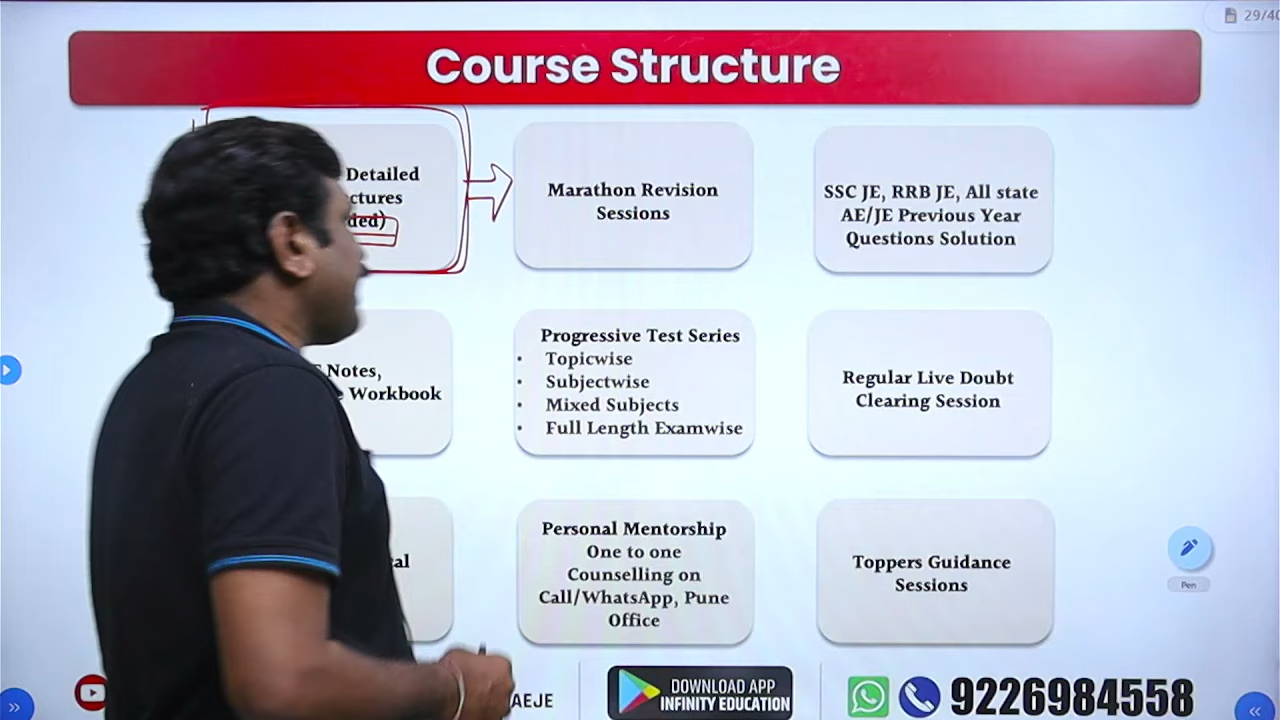 29/40
Course Structure
Detailed
Marathon Revision
Sessions
SSC JE, RRB JE, All state
AE/JE Previous Year
Questions Solution
Notes,
Workbook
Progressive Test Series
• Topicwise
• Subjectwise
• Mixed Subjects
• Full Length Examwise
Regular Live Doubt
Clearing Session
Personal Mentorship
One to one
Counselling on
Call/WhatsApp, Pune
Office
Toppers Guidance
Sessions
Pen
AEJE
DOWNLOAD APP
INFINITY EDUCATION
9226984558